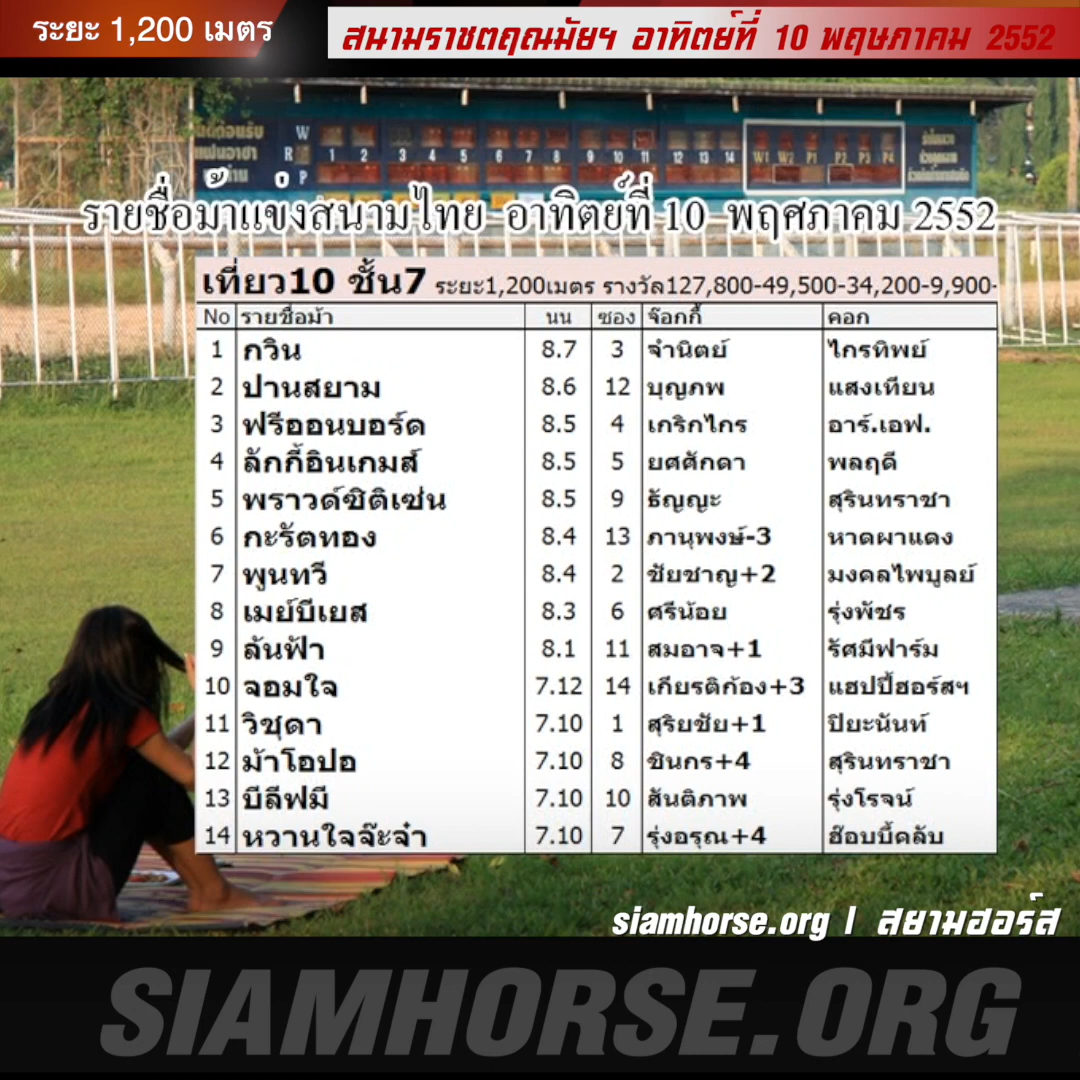 ระยะ 1,200 เมตร
สนามราชตฤณมัยฯ อาทิตย์ที่ 10 พฤษภาคม 2552
W
R 1 2 3 4 5 6 7 8 9 10 11 12 13 14 W1 W2 P1 P2 P3 P4
P
รายชื่อม้าแข่งสนามไทย อาทิตย์ที่ 10 พฤศภาคม 2552
เที่ยว10 ชั้น7 ระยะ1,200เมตร รางวัล127,800-49,500-34,200-9,900-
No รายชื่อม้า นน ซอง จ๊อกกี้ คอก
1 กวิน 8.7 3 จำนิตย์ ไกรทิพย์
2 ปานสยาม 8.6 12 บุญภพ แสงเทียน
3 ฟรีออนบอร์ด 8.5 4 เกริกไกร อาร์.เอฟ.
4 ลักกี้อินเกมส์ 8.5 5 ยศศักดา พลฤดี
5 พราวด์ซิติเซ่น 8.5 9 ธัญญะ สุรินทราชา
6 กะรัตทอง 8.4 13 ภานุพงษ์-3 หาดผาแดง
7 พูนทวี 8.4 2 ชัยชาญ+2 มงคลไพบูลย์
8 เมย์บีเยส 8.3 6 ศรีน้อย รุ่งพัชร
9 ลันฟ้า 8.1 11 สมอาจ+1 รัศมีฟาร์ม
10 จอมใจ 7.12 14 เกียรติก้อง+3 แฮปปี้ฮอร์สฯ
11 วิชุดา 7.10 1 สุริยชัย+1 ปิยะนันท์
12 ม้าโอปอ 7.10 8 ชินกร+4 สุรินทราชา
13 บีลีฟมี 7.10 10 สันติภาพ รุ่งโรจน์
14 หวานใจจ๊ะจ๋า 7.10 7 รุ่งอรุณ+4 ฮ๊อบบี้คลับ
siamhorse.org | สยามฮอร์ส
SIAMHORSE.ORG